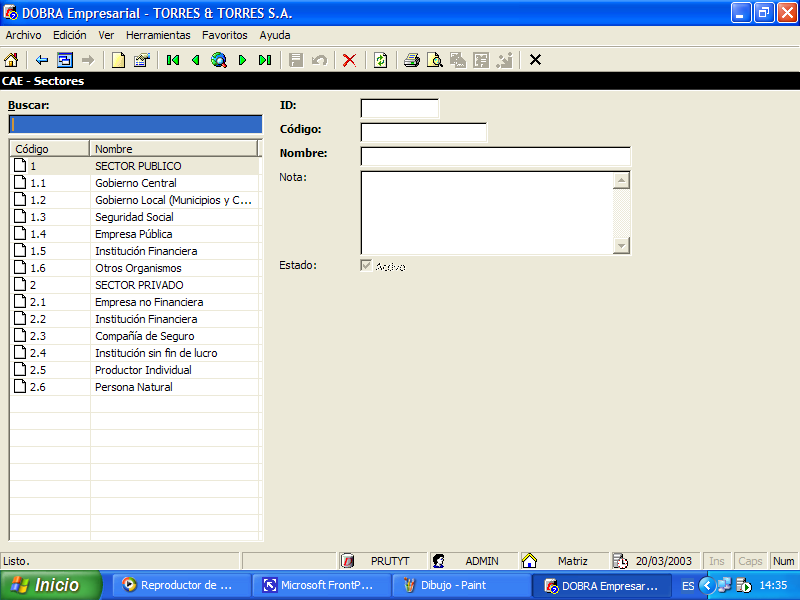 DOBRA Empresarial - TORRES & TORRES S.A.
Archivo Edición Ver Herramientas Favoritos Ayuda
CAE - Sectores
Buscar:
Código Nombre
1 SECTOR PUBLICO
1.1 Gobierno Central
1.2 Gobierno Local (Municipios y C...
1.3 Seguridad Social
1.4 Empresa Pública
1.5 Institución Financiera
1.6 Otros Organismos
2 SECTOR PRIVADO
2.1 Empresa no Financiera
2.2 Institución Financiera
2.3 Compañía de Seguro
2.4 Institución sin fin de lucro
2.5 Productor Individual
2.6 Persona Natural
ID:
Código:
Nombre:
Nota:
Estado: Activo
Listo. PRUTYT ADMIN Matriz 20/03/2003 Ins Caps Num
Inicio Reproductor de ... Microsoft FrontP... Dibujo - Paint DOBRA Empresar... ES 14:35